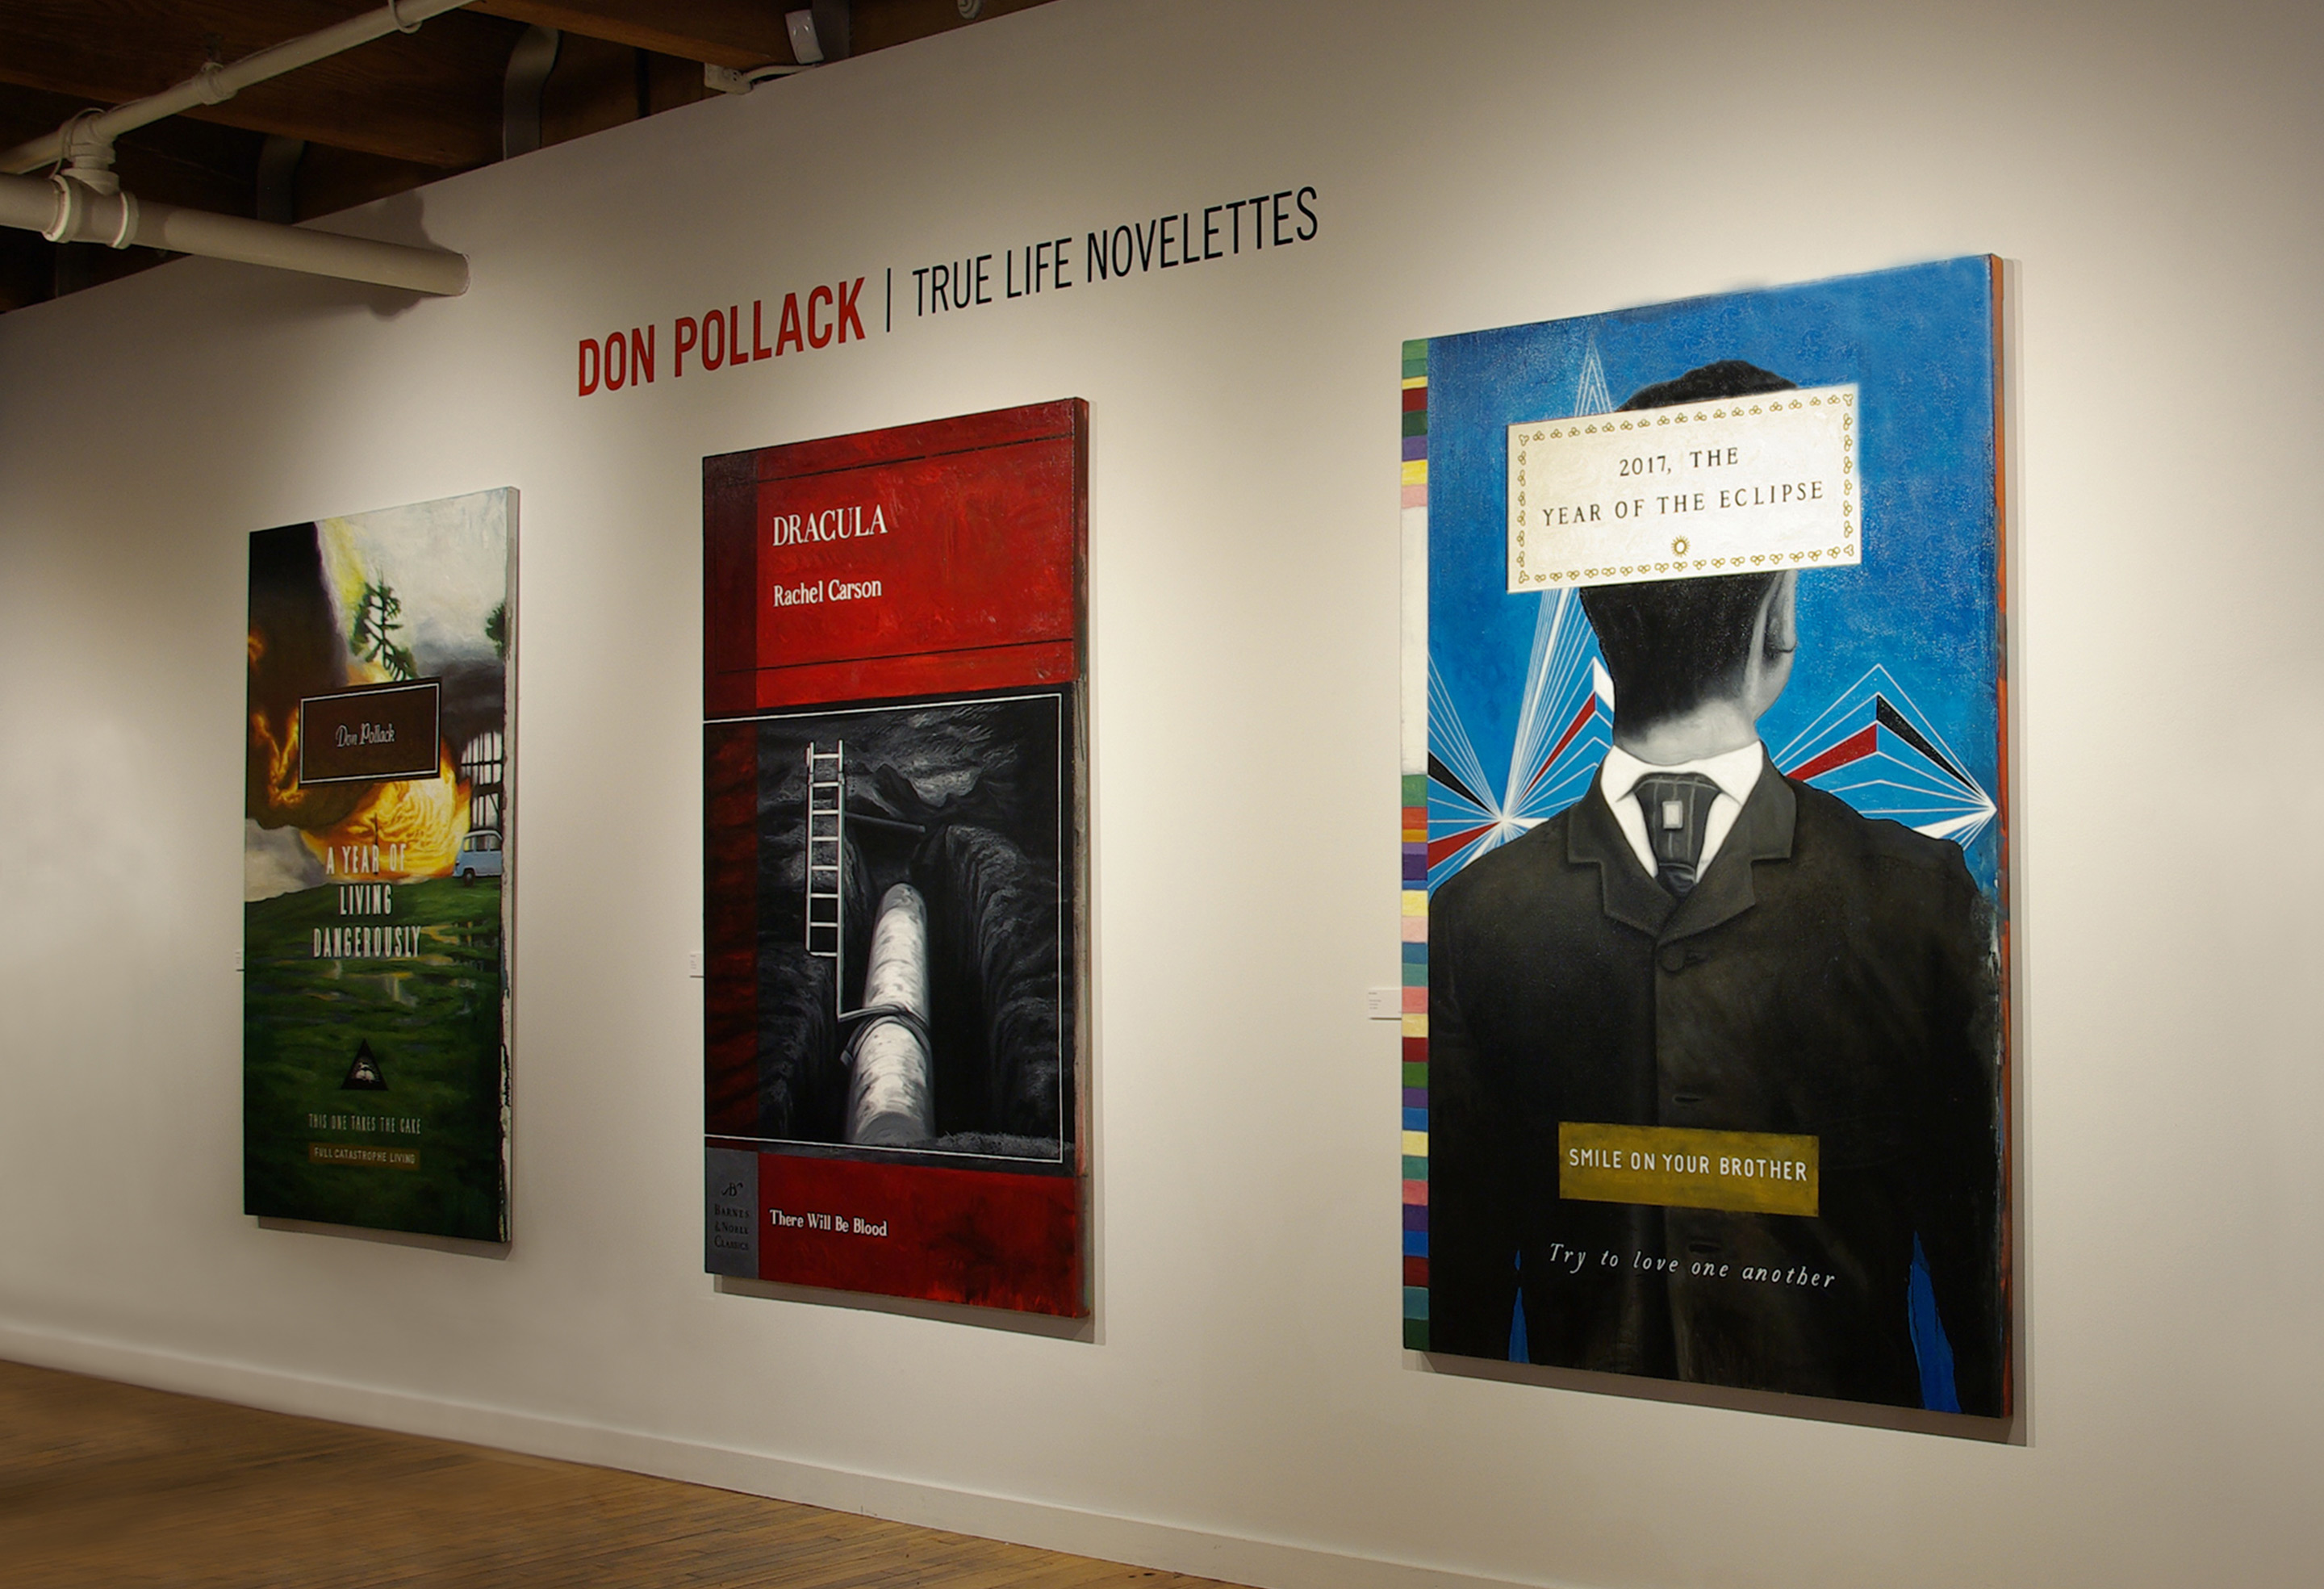 DON POLLACK | TRUE LIFE NOVELETTES
Don Pollack
A YEAR OF
LIVING
DANGEROUSLY
THIS ONE TAKES THE CAKE
FULL CATASTROPHE LIVING
DRACULA
Rachel Carson
B
BARNES
& NOBLE
CLASSICS
There Will Be Blood
2017, THE
YEAR OF THE ECLIPSE
SMILE ON YOUR BROTHER
Try to love one another